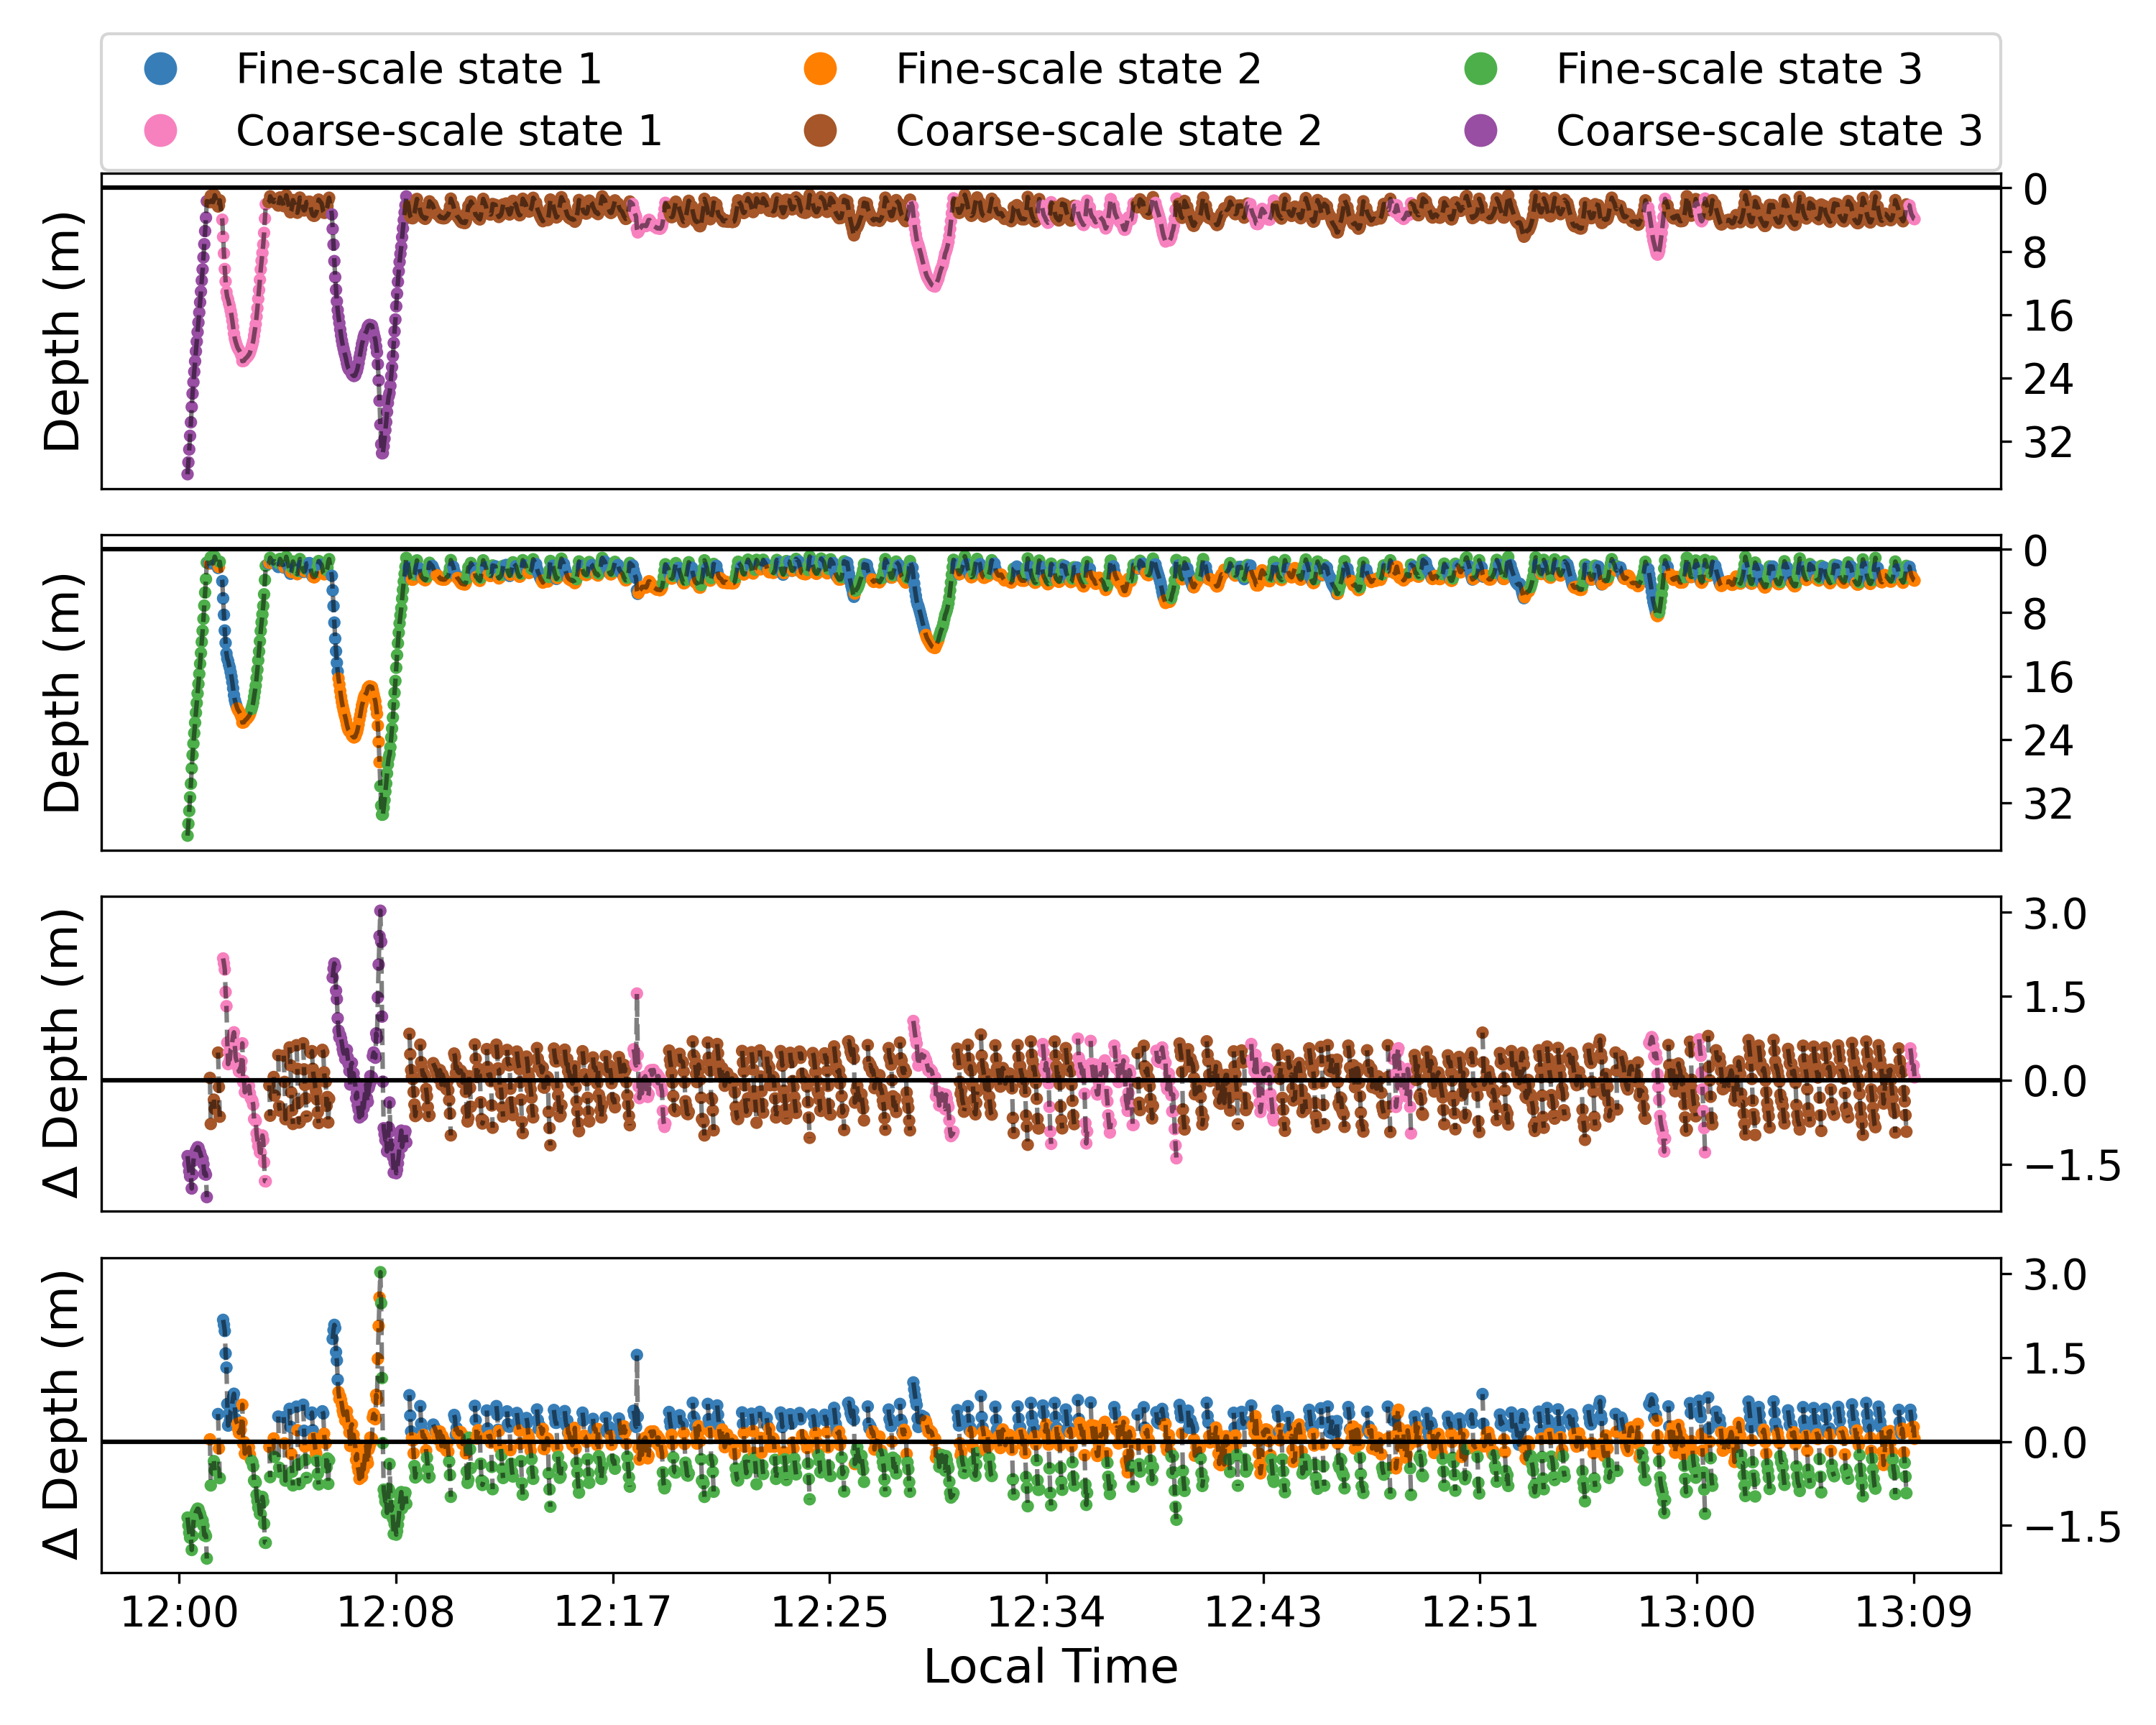 Fine-scale state 1 Fine-scale state 2 Fine-scale state 3
Coarse-scale state 1 Coarse-scale state 2 Coarse-scale state 3
Depth (m)
0
8
16
24
32
Depth (m)
0
8
16
24
32
Δ Depth (m)
3.0
1.5
0.0
−1.5
Δ Depth (m)
3.0
1.5
0.0
−1.5
12:00 12:08 12:17 12:25 12:34 12:43 12:51 13:00 13:09
Local Time